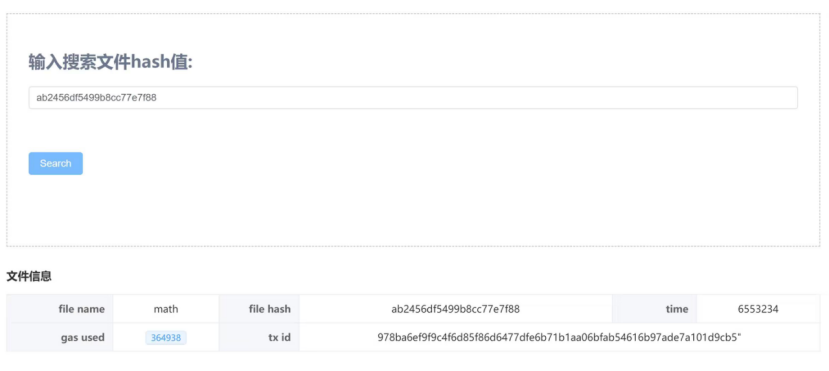 输入搜索文件hash值:
ab2456df5499b8cc77e7f88
Search
文件信息
file name math file hash ab2456df5499b8cc77e7f88 time 6553234
gas used 364938 tx id 978ba6ef9f9c4f6d85f86d6477dfe6b71b1aa06bfab54616b97ade7a101d9cb5"